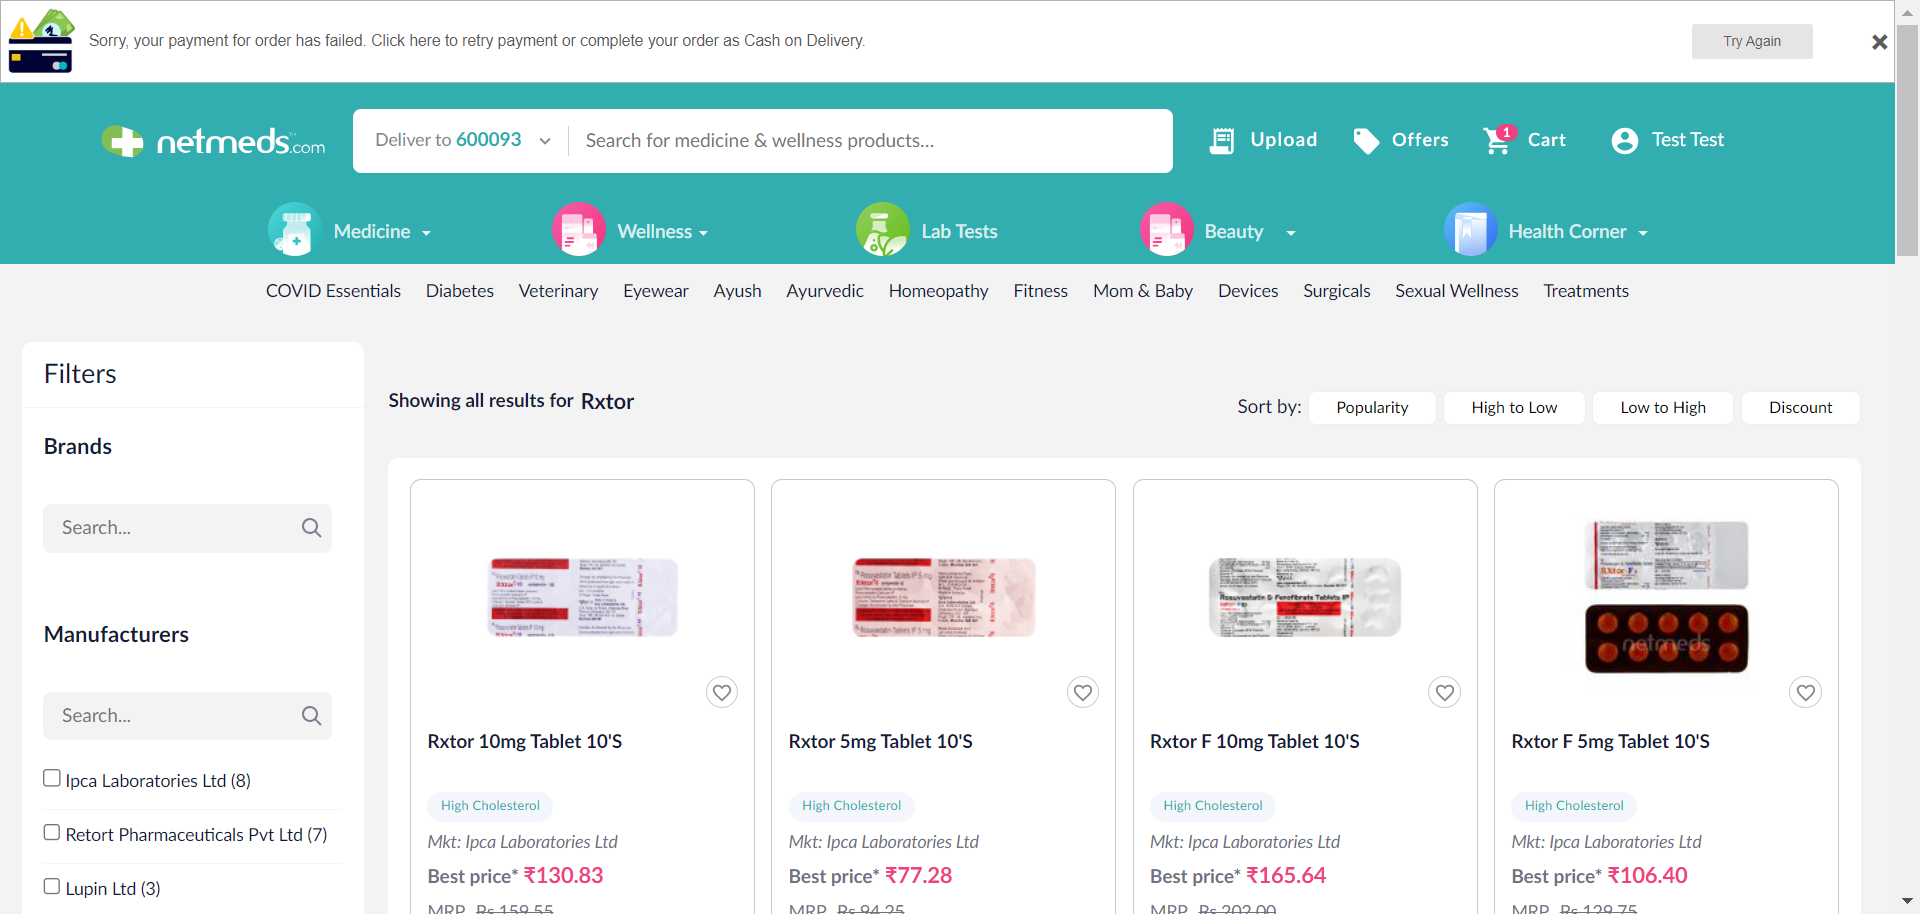 Sorry, your payment for order has failed. Click here to retry payment or complete your order as Cash on Delivery.
Try Again
netmeds.com
Deliver to 600093
Search for medicine & wellness products...
Upload
Offers
1
Cart
Test Test
Medicine
Wellness
Lab Tests
Beauty
Health Corner
COVID Essentials Diabetes Veterinary Eyewear Ayush Ayurvedic Homeopathy Fitness Mom & Baby Devices Surgicals Sexual Wellness Treatments
Filters
Brands
Search...
Manufacturers
Search...
Ipca Laboratories Ltd (8)
Retort Pharmaceuticals Pvt Ltd (7)
Lupin Ltd (3)
Showing all results for Rxtor
Sort by: Popularity High to Low Low to High Discount
Rxtor 10mg Tablet 10'S
High Cholesterol
Mkt: Ipca Laboratories Ltd
Best price* ₹130.83
MRP Rs.159.55
Rxtor 5mg Tablet 10'S
High Cholesterol
Mkt: Ipca Laboratories Ltd
Best price* ₹77.28
MRP Rs.94.25
Rosuvastatin & Fenofibrate Tablets IP
Rxtor F 10mg Tablet 10'S
High Cholesterol
Mkt: Ipca Laboratories Ltd
Best price* ₹165.64
MRP Rs.202.00
netmeds
Rxtor F 5mg Tablet 10'S
High Cholesterol
Mkt: Ipca Laboratories Ltd
Best price* ₹106.40
MRP Rs.129.75